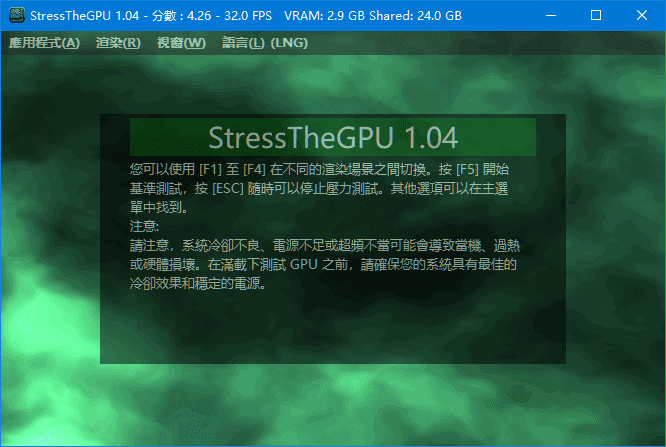 StressTheGPU 1.04 - 分數 : 4.26 - 32.0 FPS   VRAM: 2.9 GB Shared: 24.0 GB
應用程式(A) 渲染(R) 視窗(W) 語言(L) (LNG)
StressTheGPU 1.04
您可以使用 [F1] 至 [F4] 在不同的渲染場景之間切換。按 [F5] 開始
基準測試，按 [ESC] 隨時可以停止壓力測試。其他選項可以在主選
單中找到。
注意:
請注意，系統冷卻不良、電源不足或超頻不當可能會導致當機、過熱
或硬體損壞。在滿載下測試 GPU 之前，請確保您的系統具有最佳的
冷卻效果和穩定的電源。